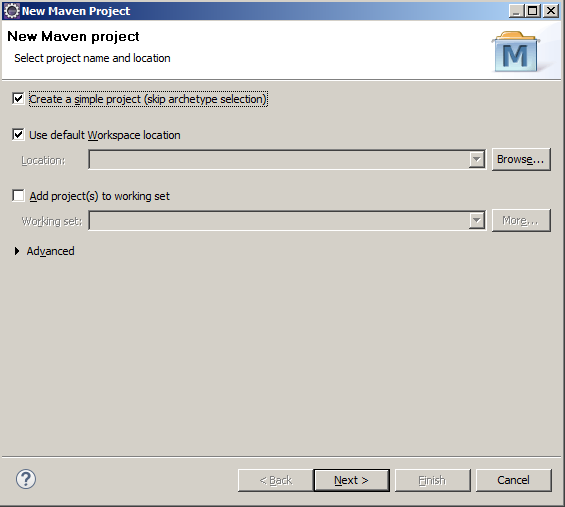 New Maven Project
New Maven project
Select project name and location
M
Create a simple project (skip archetype selection)
Use default Workspace location
Location:
Browse...
Add project(s) to working set
Working set:
More...
Advanced
?
< Back
Next >
Finish
Cancel